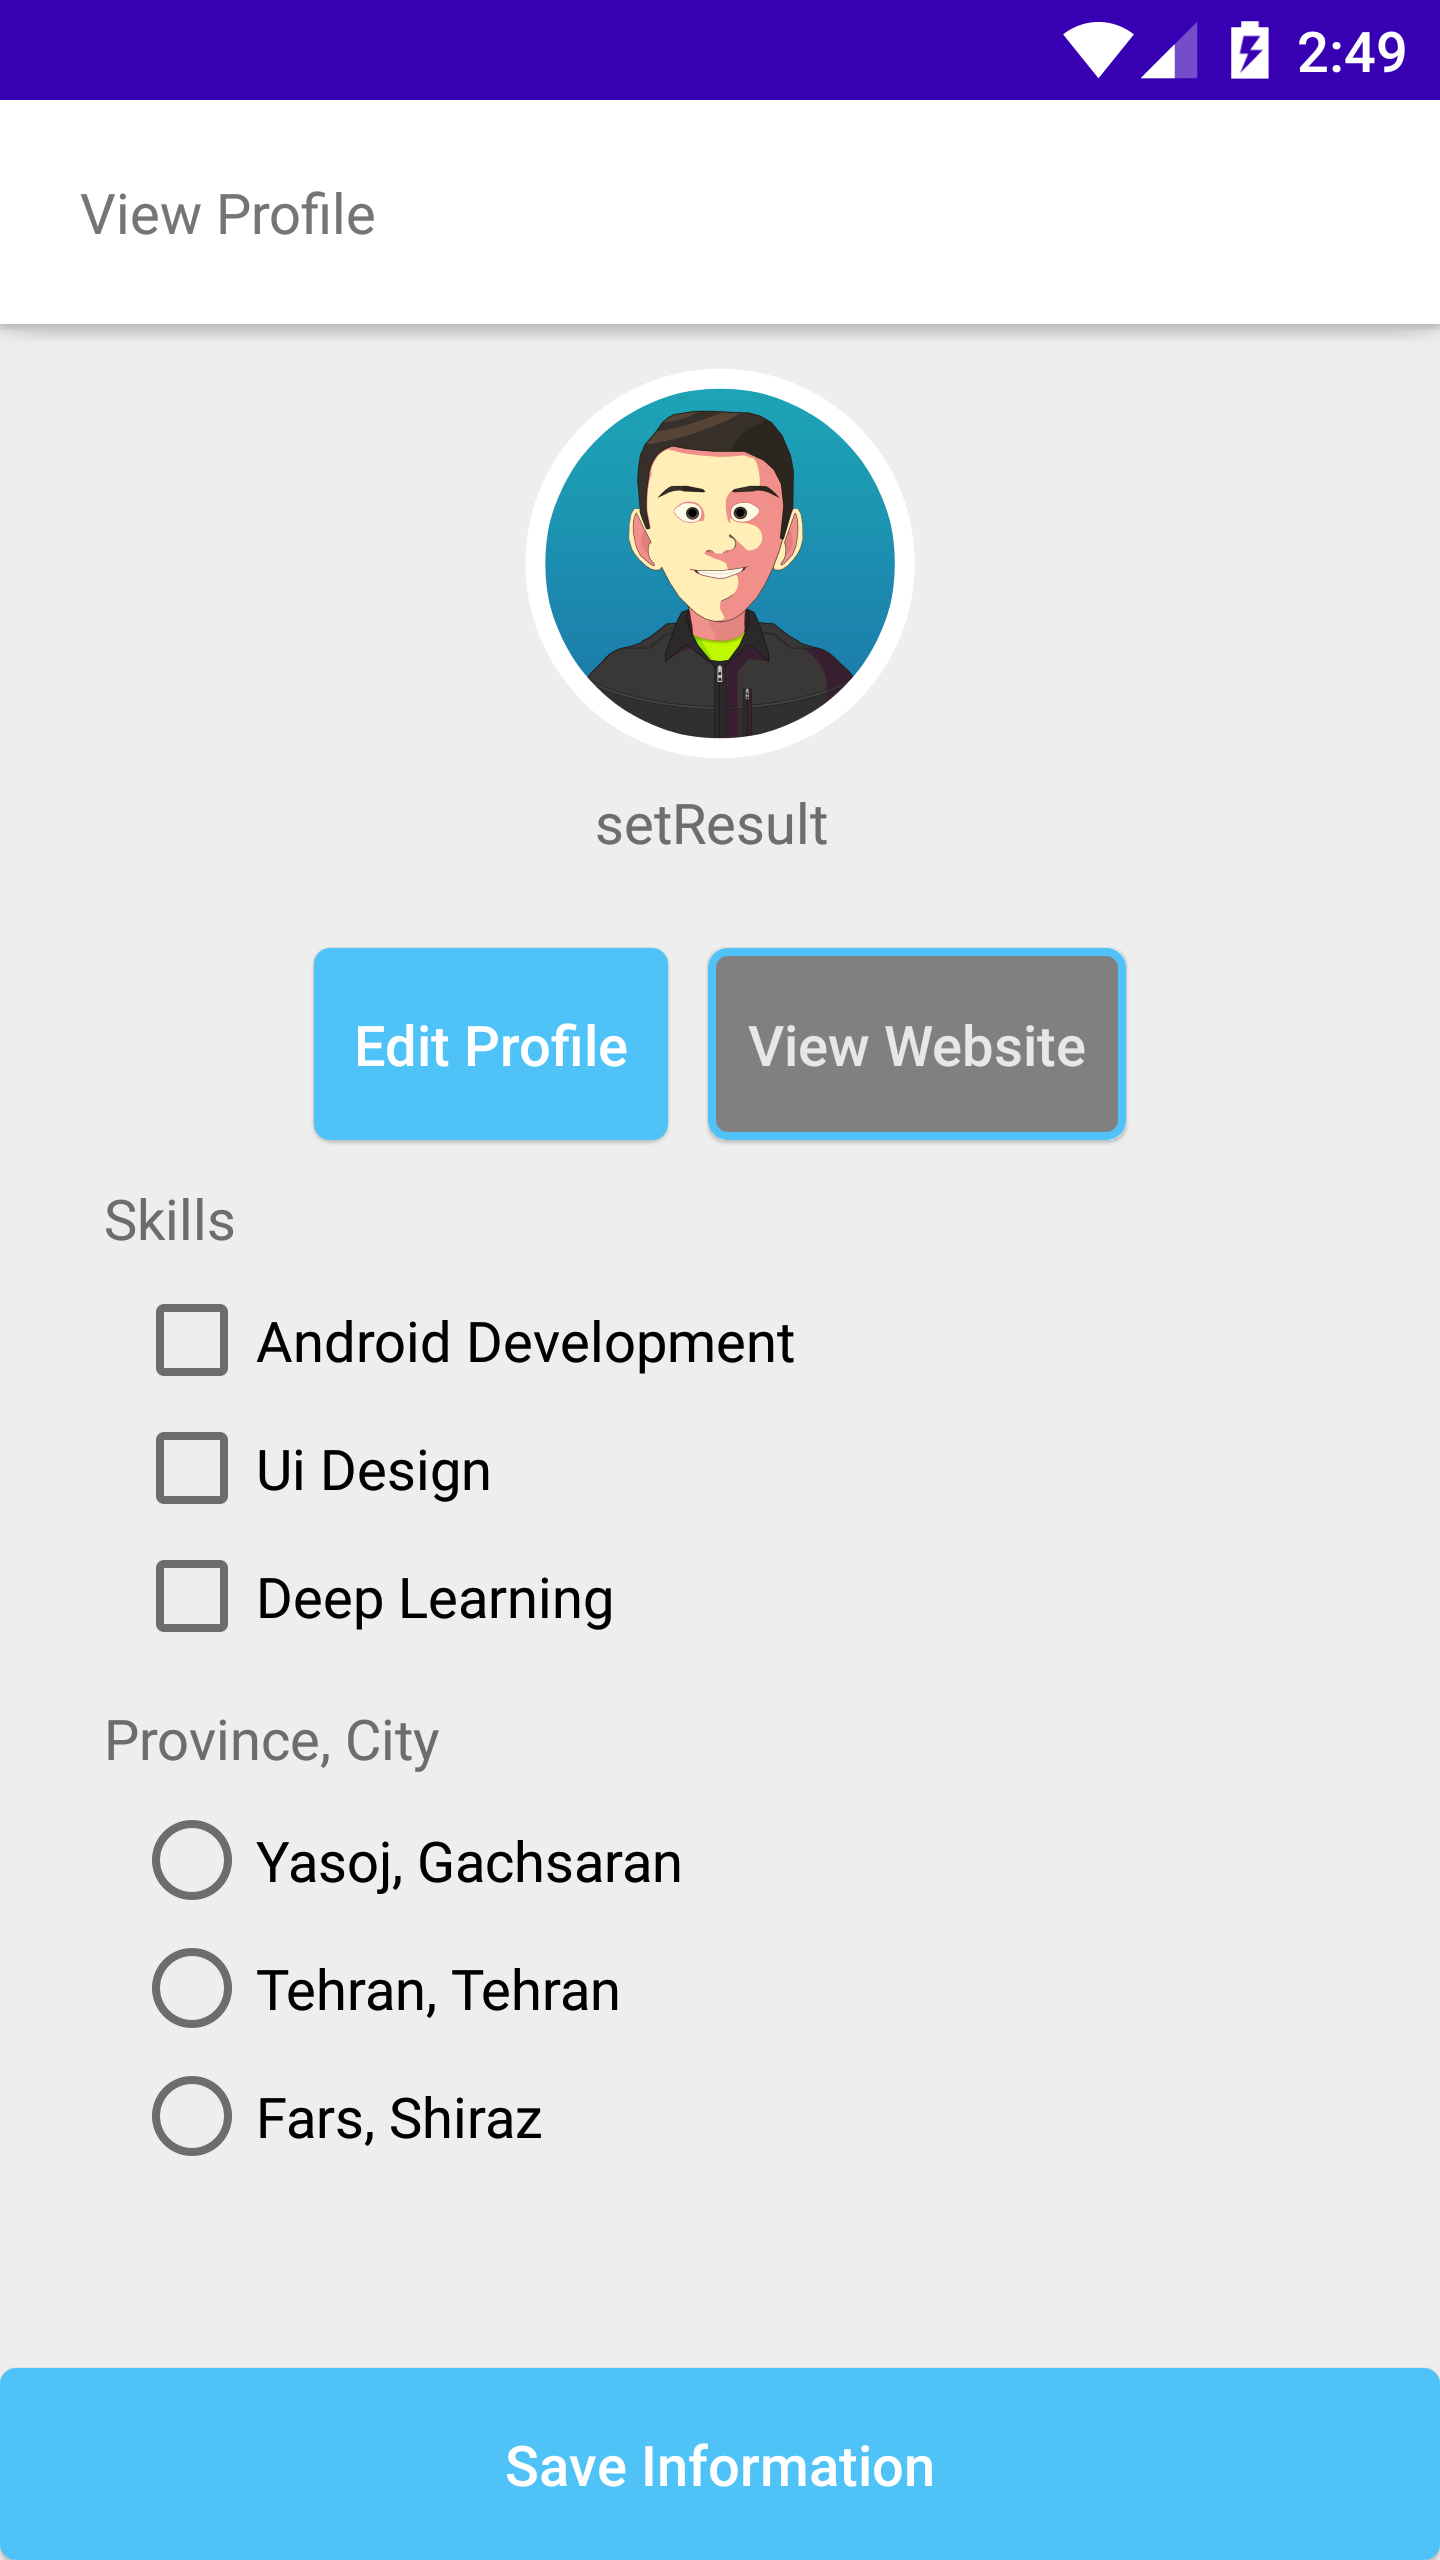 2:49
View Profile
setResult
Edit Profile
View Website
Skills
Android Development
Ui Design
Deep Learning
Province, City
Yasoj, Gachsaran
Tehran, Tehran
Fars, Shiraz
Save Information